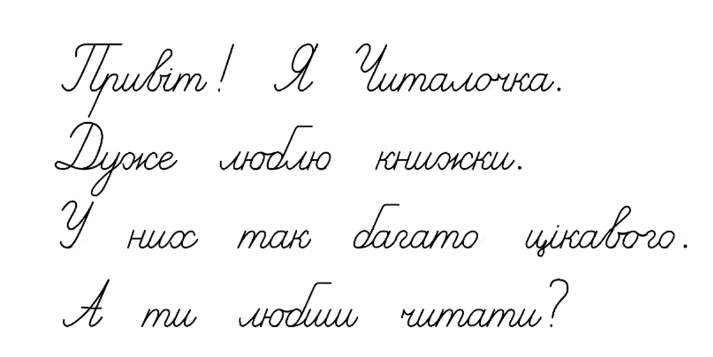 Привіт! Я Читалочка.
Дуже люблю книжки.
У них так багато цікавого.
А ти любиш читати?